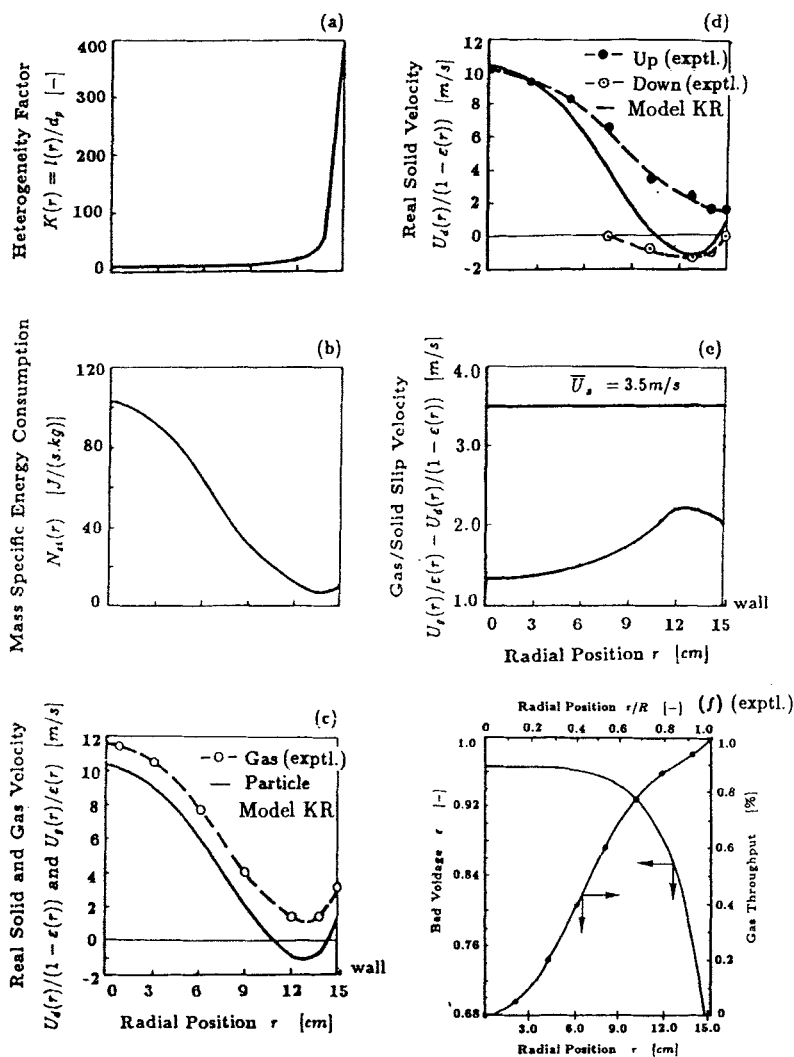 (a)
Heterogeneity Factor
K(r) = l(r)/d_p [—]
400
300
200
100
0
(b)
Mass Specific Energy Consumption
N_st(r) [J/(s.kg)]
120
80
40
0
(c)
Real Solid and Gas Velocity
U_d(r)/(1 − ε(r)) and U_g(r)/ε(r) [m/s]
12
10
8
6
4
2
0
-2
Gas (exptl.)
Particle
Model KR
wall
0 3 6 9 12 15
Radial Position r [cm]
(d)
Real Solid Velocity
U_d(r)/(1 − ε(r)) [m/s]
12
10
8
6
4
2
0
-2
Up (exptl.)
Down (exptl.)
Model KR
(e)
Gas/Solid Slip Velocity
U_g(r)/ε(r) − U_d(r)/(1 − ε(r)) [m/s]
4.0
3.0
2.0
1.0
U̅_s = 3.5m/s
wall
0 3 6 9 12 15
Radial Position r [cm]
Radial Position r/R [—] (f) (exptl.)
0 0.2 0.4 0.6 0.8 1.0
Bad Voidage ε [—]
1.0
0.92
0.84
0.76
0.68
Gas Throughput [%]
1.0
0.8
0.6
0.4
0.2
0
3.0 6.0 9.0 12.0 15.0
Radial Position r [cm]